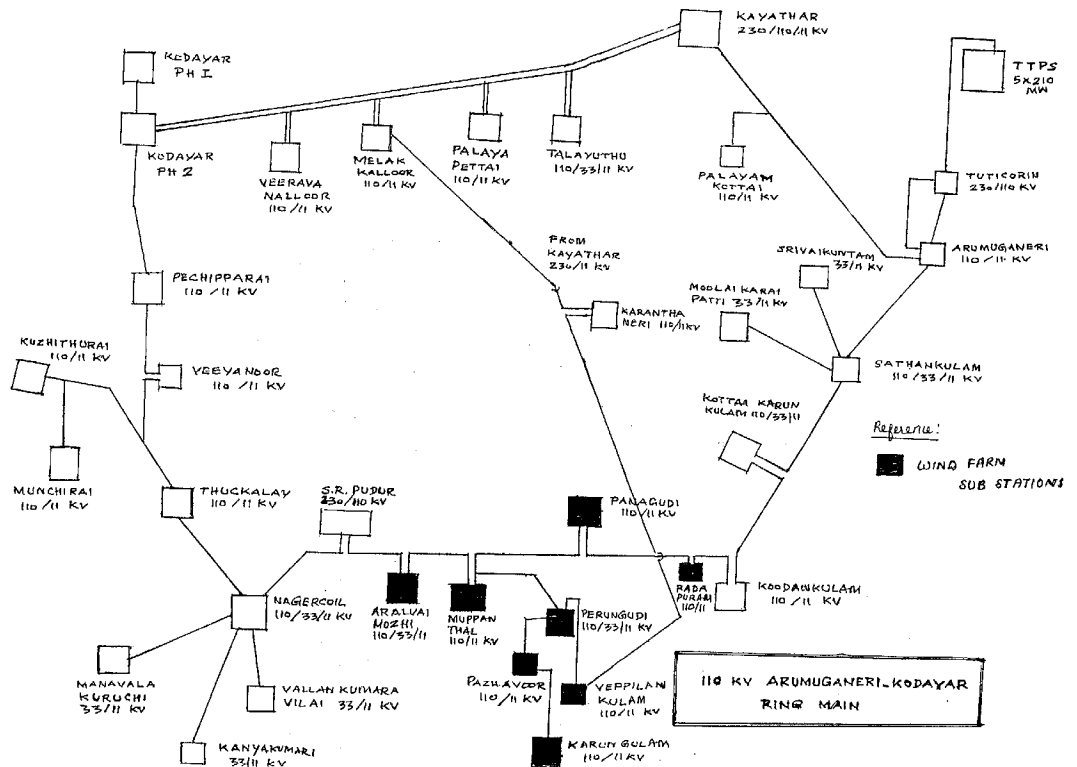 KAYATHAR
230/110/11 KV
KODAYAR
PH I
TTPS
5X210
MW
KODAYAR
PH 2
VEERAVA
NALLOOR
110/11 KV
MELAK
KALLOOR
110/11 KV
PALAYA
PETTAI
110/11 KV
TALAYUTHU
110/33/11 KV
PALAYAM
KOTTAI
110/11 KV
TUTICORIN
230/110 KV
FROM
KAYATHAR
230/11 KV
SRIVAIKUNTAM
33/11 KV
ARUMUGANERI
110/11 KV
PECHIPPARAI
110/11 KV
MOOLAI KARAI
PATTI 33/11 KV
KARANTHA
NERI 110/11KV
KUZHITHURAI
110/11 KV
VEEYANOOR
110/11 KV
SATHANKULAM
110/33/11 KV
KOTTAI KARUN
KULAM 110/33/11
Reference:
WIND FARM
SUB STATIONS
MUNCHIRAI
110/11 KV
THUCKALAY
110/11 KV
S.R. PUDUR
230/110 KV
PANAGUDI
110/11 KV
NAGERCOIL
110/33/11 KV
ARALVAI
MOZHI
110/33/11
MUPPAN
THAL
110/11 KV
PERUNGUDI
110/33/11 KV
RADA
PURAM
110/11
KOODANKULAM
110/11 KV
MANAVALA
KURUCHI
33/11 KV
VALLAN KUMARA
VILAI 33/11 KV
PAZHAVOOR
110/11 KV
VEPPILAN
KULAM
110/11 KV
110 KV ARUMUGANERI-KODAYAR
RING MAIN
KANYAKUMARI
33/11 KV
KARUNGULAM
110/11 KV